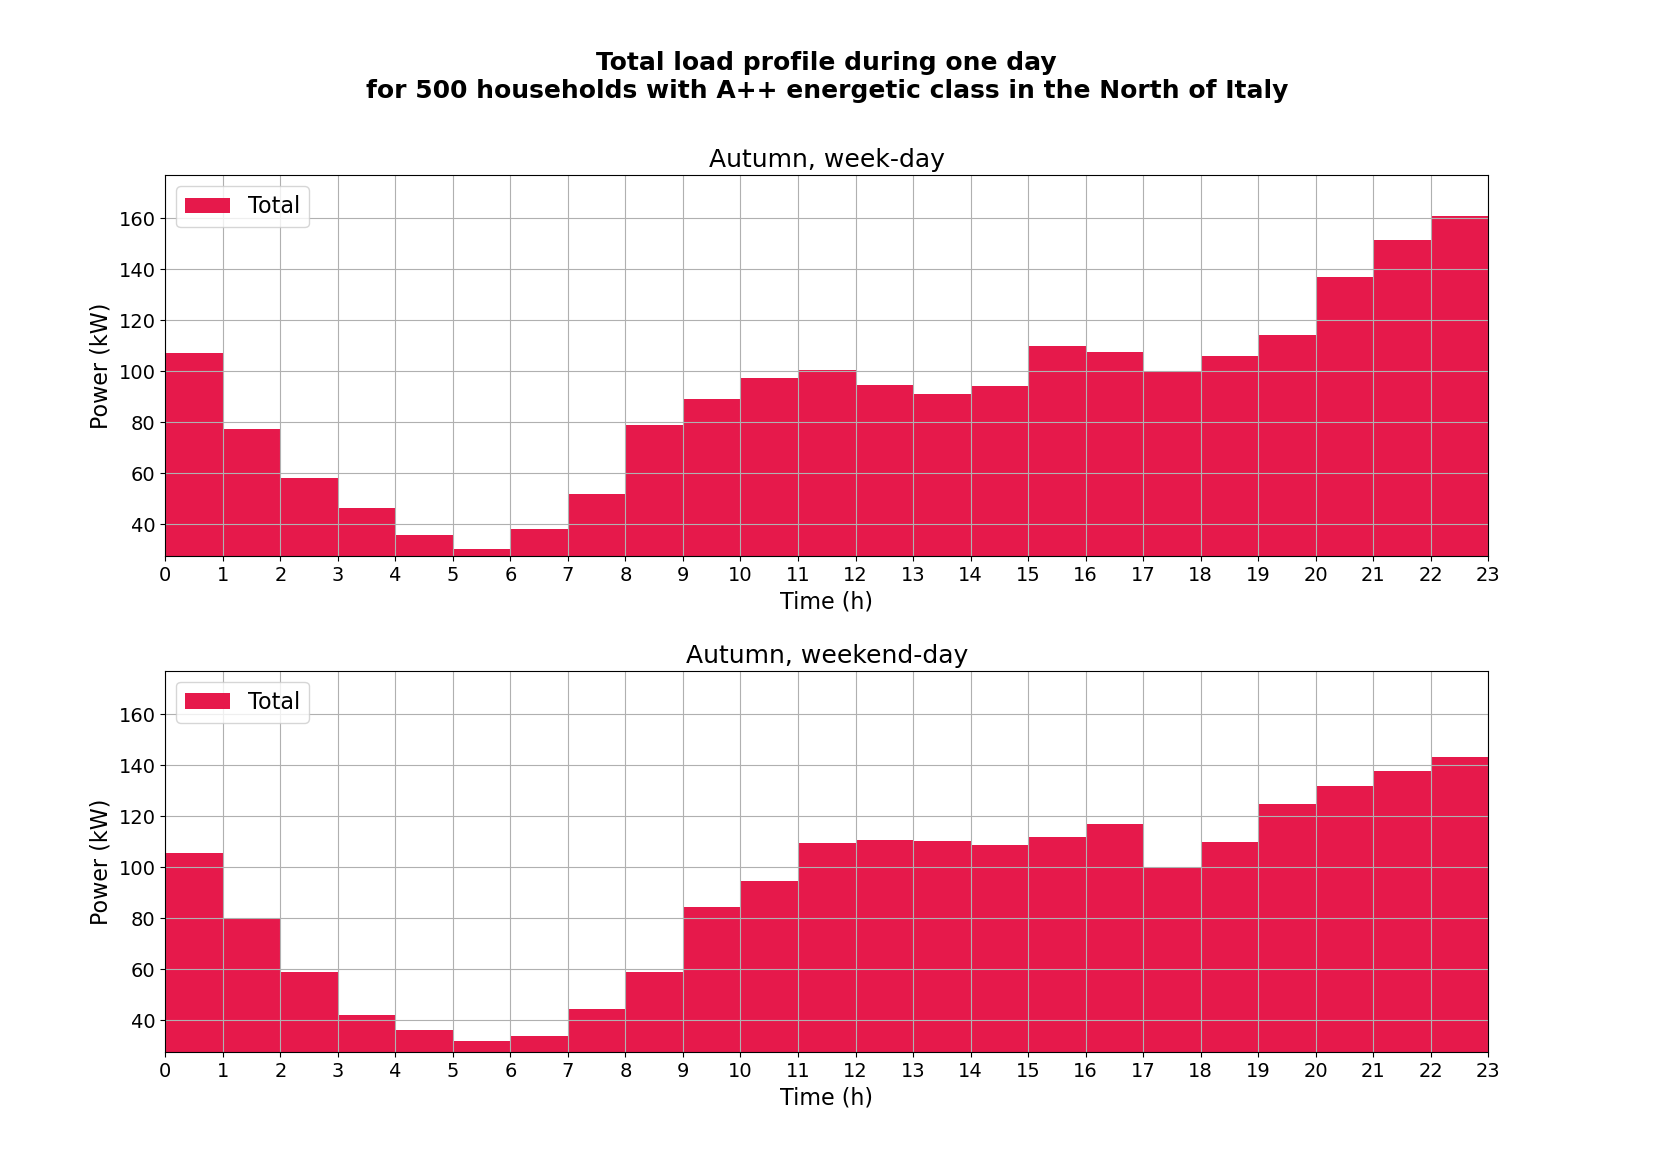 Total load profile during one day
for 500 households with A++ energetic class in the North of Italy
Autumn, week-day
Total
Power (kW)
160
140
120
100
80
60
40
0 1 2 3 4 5 6 7 8 9 10 11 12 13 14 15 16 17 18 19 20 21 22 23
Time (h)
Autumn, weekend-day
Total
Power (kW)
160
140
120
100
80
60
40
0 1 2 3 4 5 6 7 8 9 10 11 12 13 14 15 16 17 18 19 20 21 22 23
Time (h)